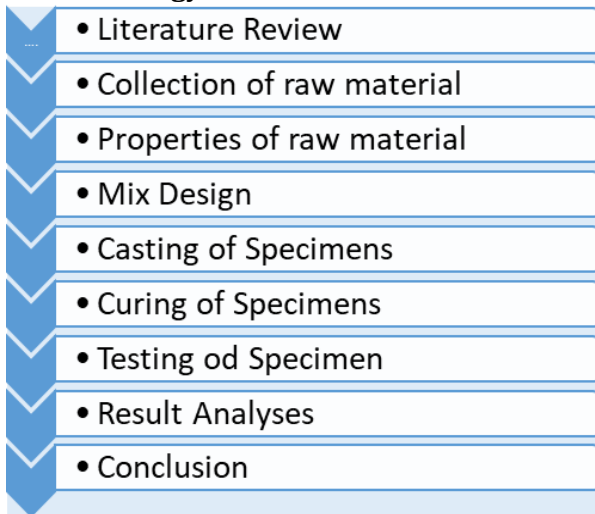 ....
• Literature Review
• Collection of raw material
• Properties of raw material
• Mix Design
• Casting of Specimens
• Curing of Specimens
• Testing od Specimen
• Result Analyses
• Conclusion